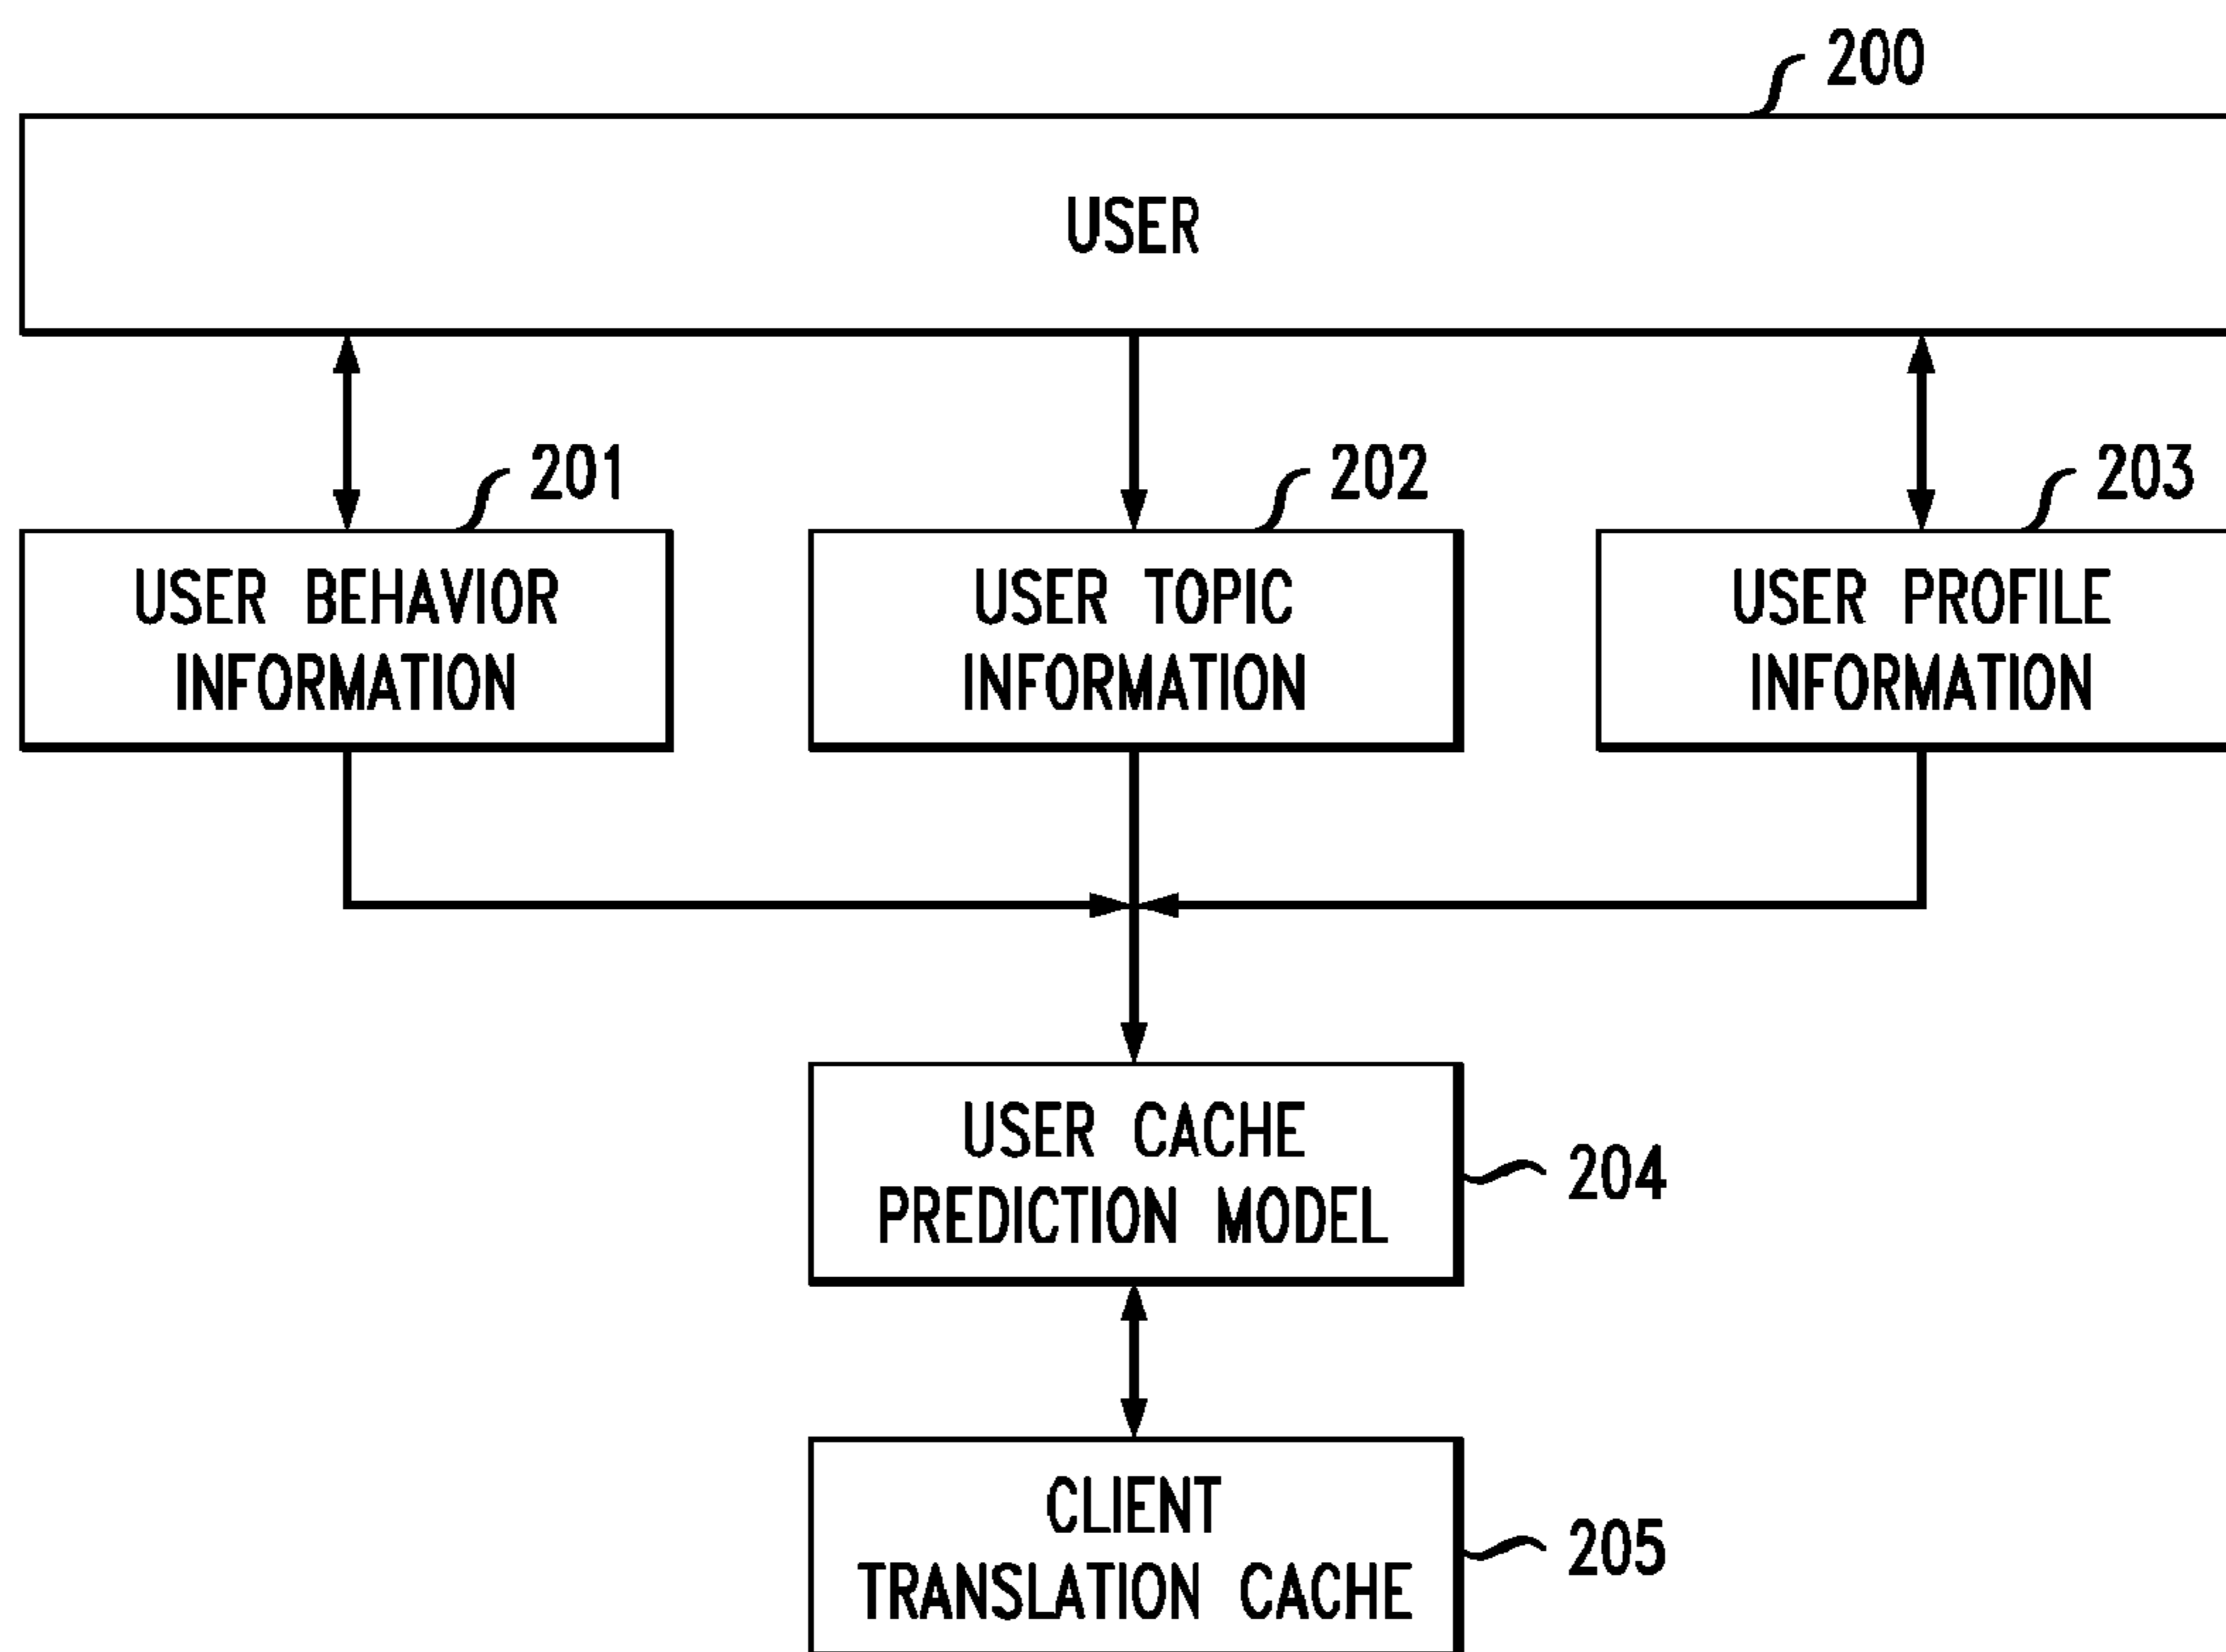 200
USER
201
202
203
USER BEHAVIOR
INFORMATION
USER TOPIC
INFORMATION
USER PROFILE
INFORMATION
USER CACHE
PREDICTION MODEL
204
CLIENT
TRANSLATION CACHE
205